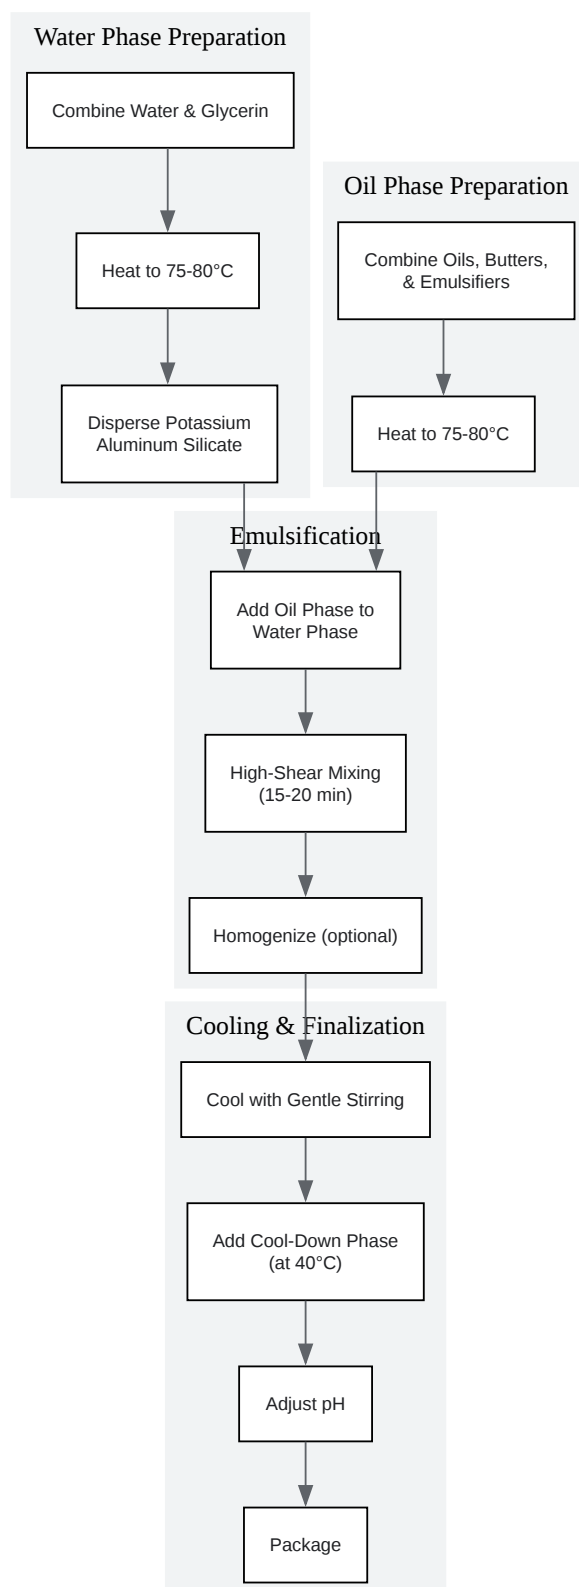 Water Phase Preparation
Combine Water & Glycerin
Heat to 75-80°C
Disperse Potassium
Aluminum Silicate
Oil Phase Preparation
Combine Oils, Butters,
& Emulsifiers
Heat to 75-80°C
Emulsification
Add Oil Phase to
Water Phase
High-Shear Mixing
(15-20 min)
Homogenize (optional)
Cooling & Finalization
Cool with Gentle Stirring
Add Cool-Down Phase
(at 40°C)
Adjust pH
Package